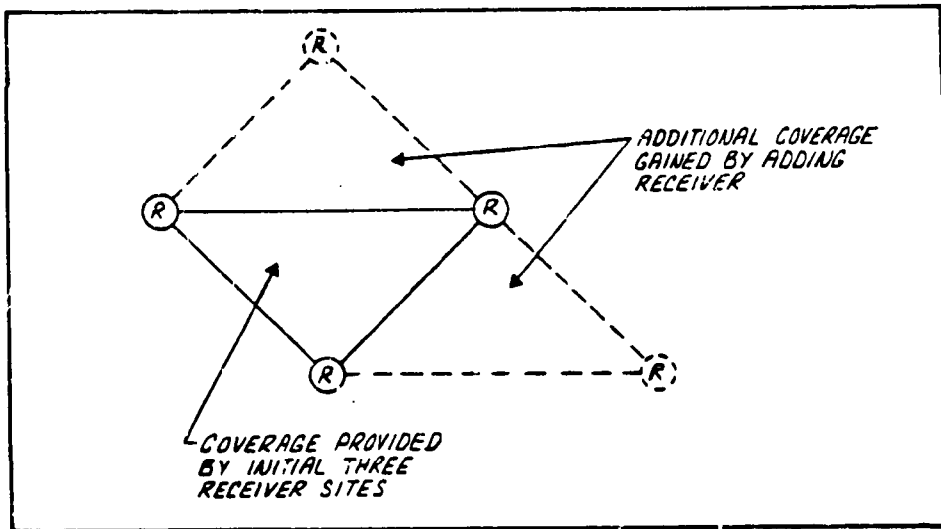 R
ADDITIONAL COVERAGE
GAINED BY ADDING
RECEIVER
R
R
R
R
COVERAGE PROVIDED
BY INITIAL THREE
RECEIVER SITES